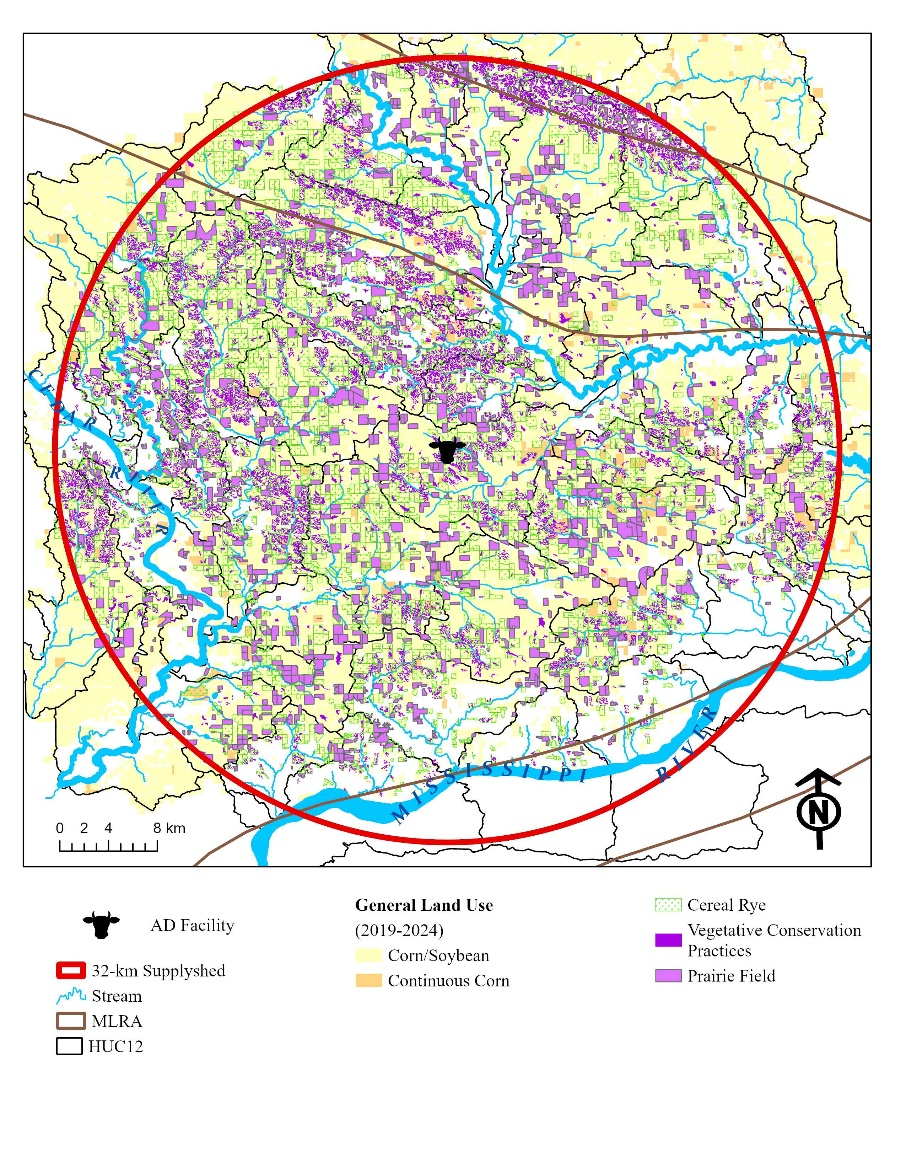 CEDAR RIVER
MISSISSIPPI RIVER
N
0 2 4 8 km
AD Facility
32-km Supplyshed
Stream
MLRA
HUC12
General Land Use
(2019-2024)
Corn/Soybean
Continuous Corn
Cereal Rye
Vegetative Conservation
Practices
Prairie Field